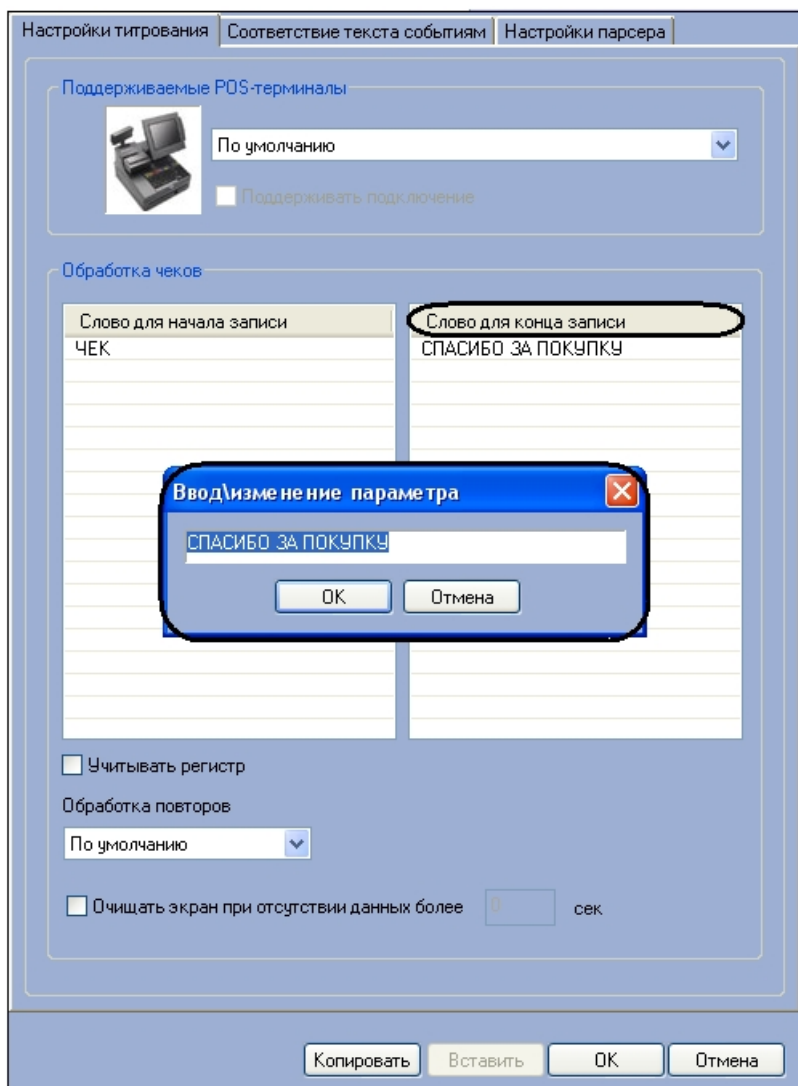 Настройки титрования Соответствие текста событиям Настройки парсера
Поддерживаемые POS-терминалы
По умолчанию
Поддерживать подключение
Обработка чеков
Слово для начала записи Слово для конца записи
ЧЕК СПАСИБО ЗА ПОКУПКУ
Ввод\изменение параметра
СПАСИБО ЗА ПОКУПКУ
ОК Отмена
Учитывать регистр
Обработка повторов
По умолчанию
Очищать экран при отсутствии данных более 0 сек
Копировать Вставить ОК Отмена